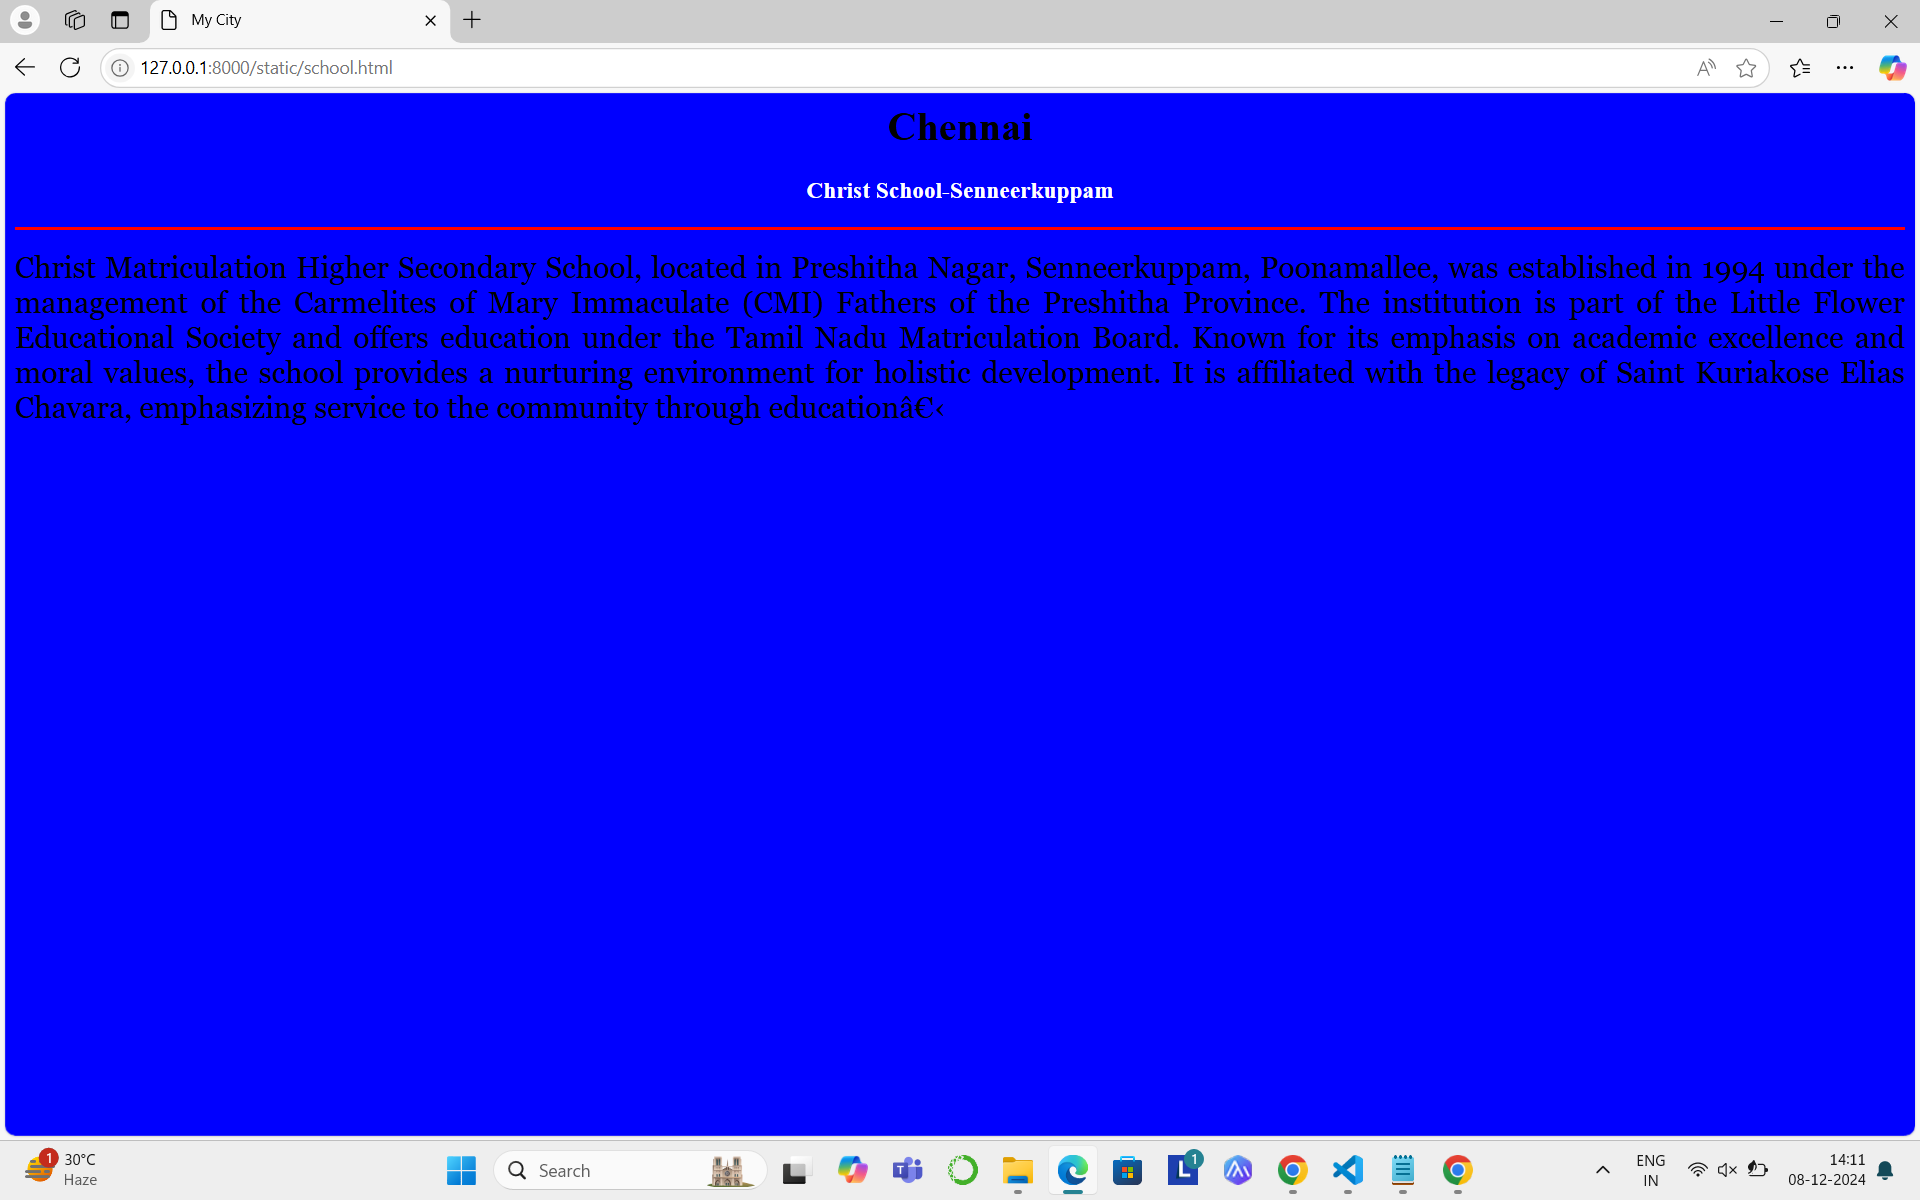 My City
127.0.0.1:8000/static/school.html
Chennai
Christ School-Senneerkuppam
Christ Matriculation Higher Secondary School, located in Preshitha Nagar, Senneerkuppam, Poonamallee, was established in 1994 under the
management of the Carmelites of Mary Immaculate (CMI) Fathers of the Preshitha Province. The institution is part of the Little Flower
Educational Society and offers education under the Tamil Nadu Matriculation Board. Known for its emphasis on academic excellence and
moral values, the school provides a nurturing environment for holistic development. It is affiliated with the legacy of Saint Kuriakose Elias
Chavara, emphasizing service to the community through educationâ€‹
1
30°C
Haze
Search
L
1
ENG
IN
14:11
08-12-2024